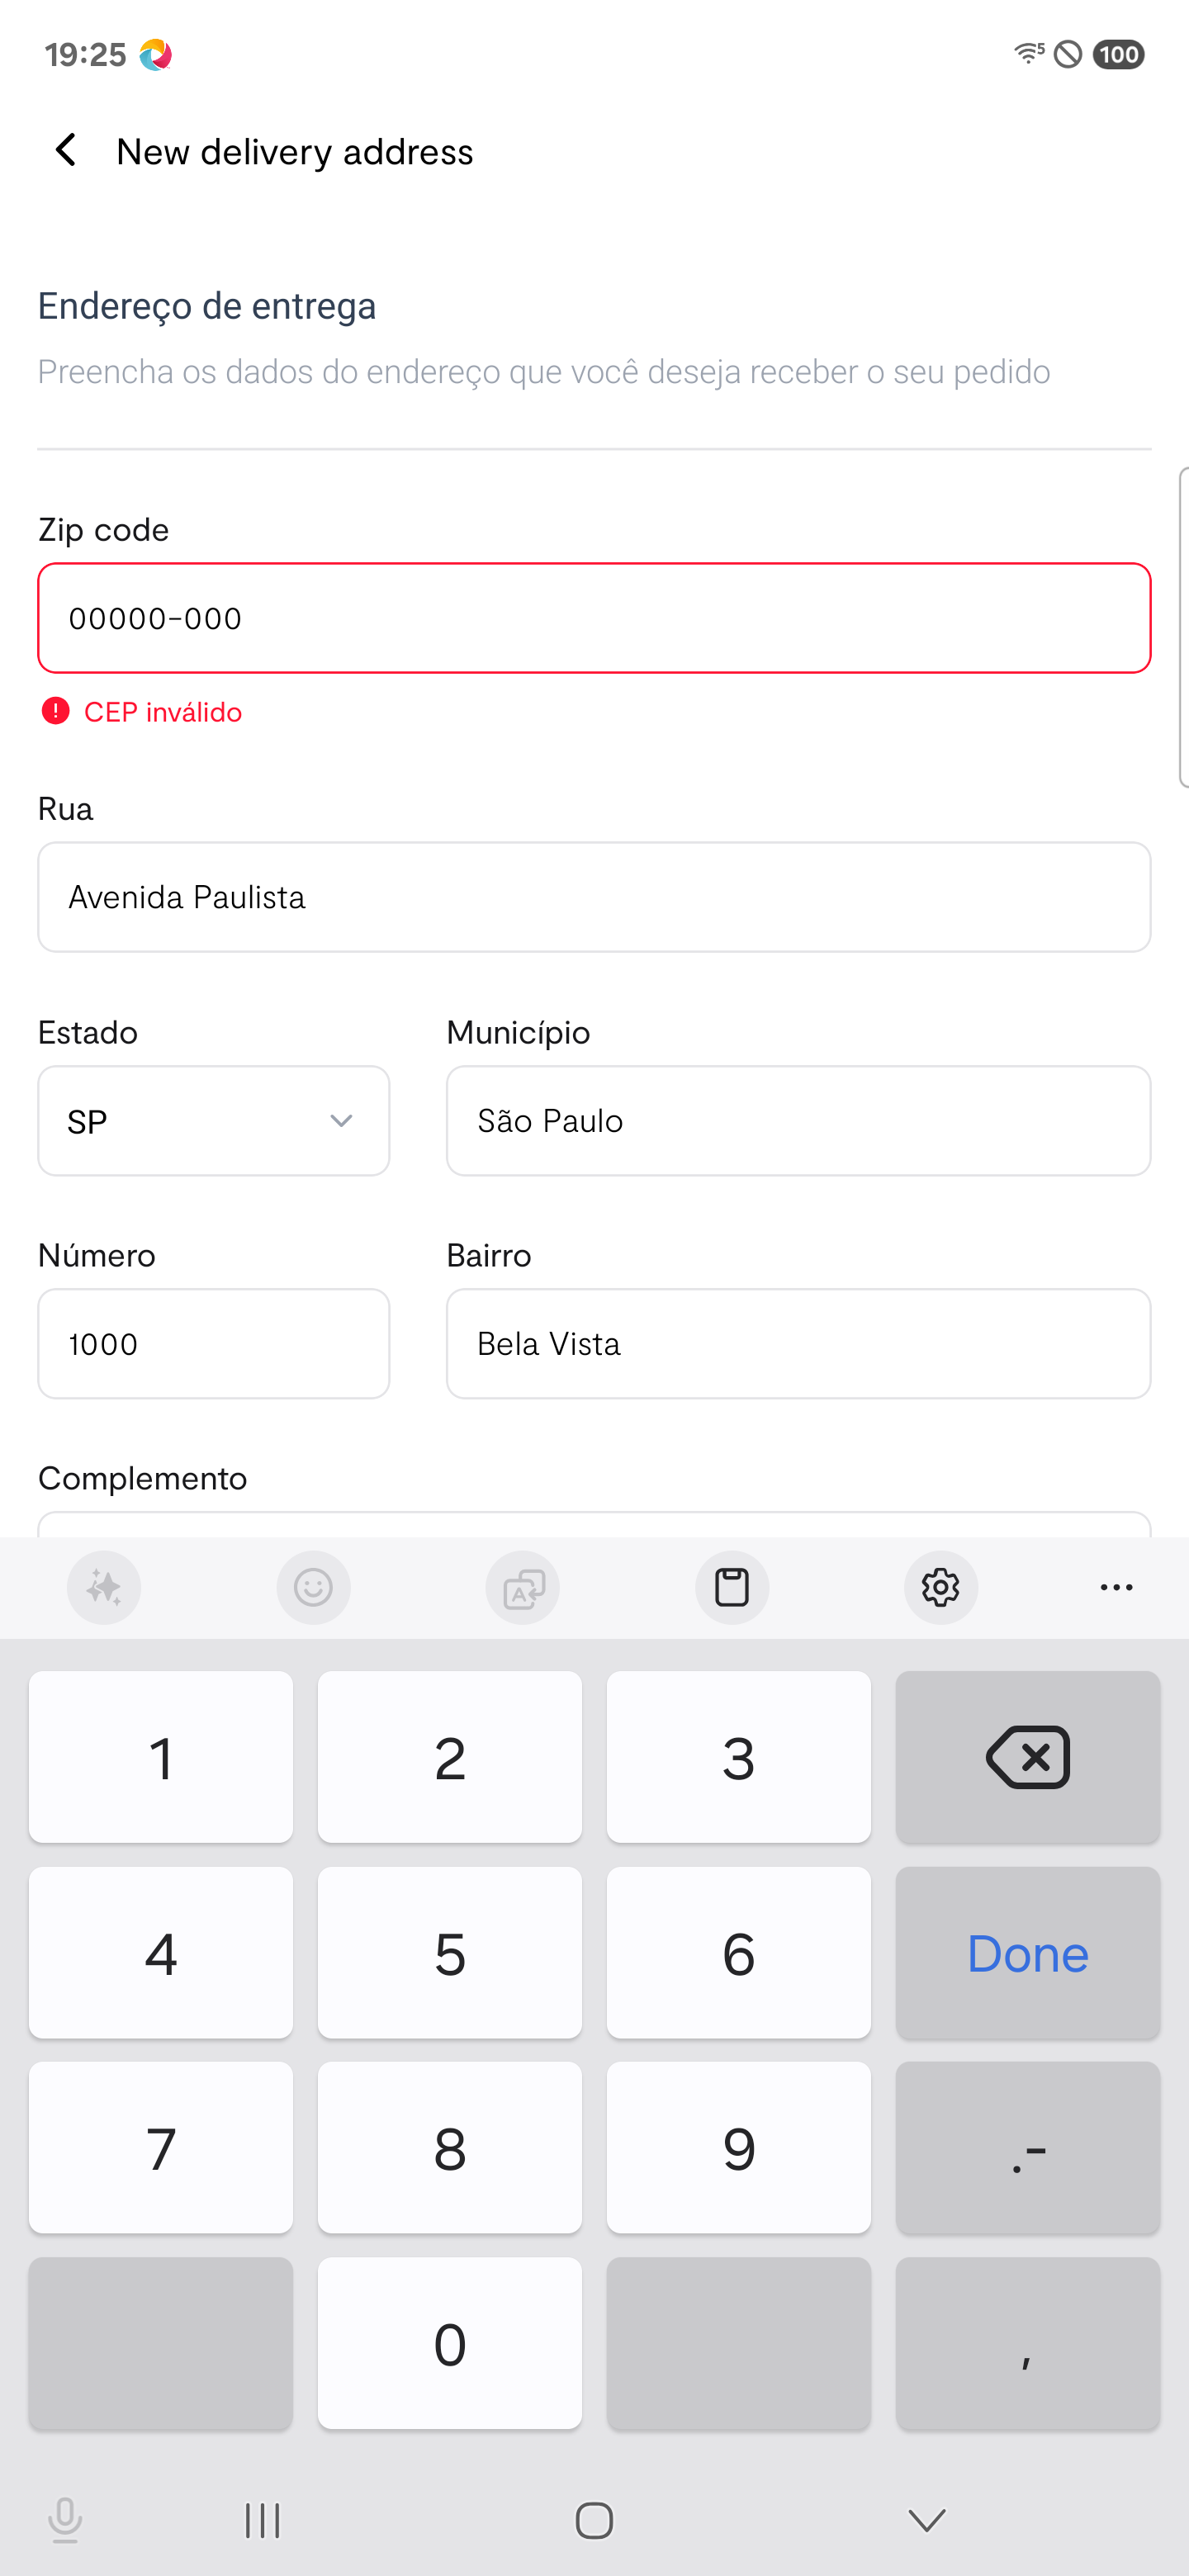 19:25
5
100
New delivery address
Endereço de entrega
Preencha os dados do endereço que você deseja receber o seu pedido
Zip code
00000-000
CEP inválido
Rua
Avenida Paulista
Estado
Município
SP
São Paulo
Número
Bairro
1000
Bela Vista
Complemento
1
2
3
4
5
6
Done
7
8
9
.-
0
,